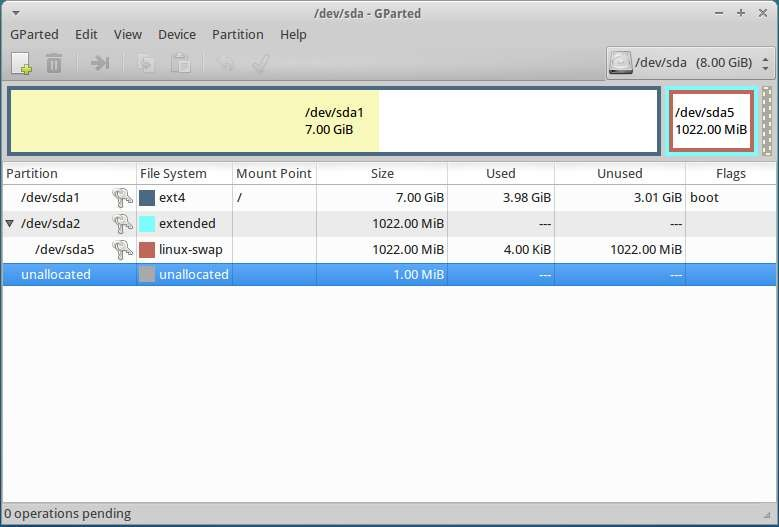 /dev/sda - GParted
GParted Edit View Device Partition Help
/dev/sda (8.00 GiB)
/dev/sda1
7.00 GiB
/dev/sda5
1022.00 MiB
Partition File System Mount Point Size Used Unused Flags
/dev/sda1 ext4 / 7.00 GiB 3.98 GiB 3.01 GiB boot
/dev/sda2 extended 1022.00 MiB --- ---
/dev/sda5 linux-swap 1022.00 MiB 4.00 KiB 1022.00 MiB
unallocated unallocated 1.00 MiB --- ---
0 operations pending